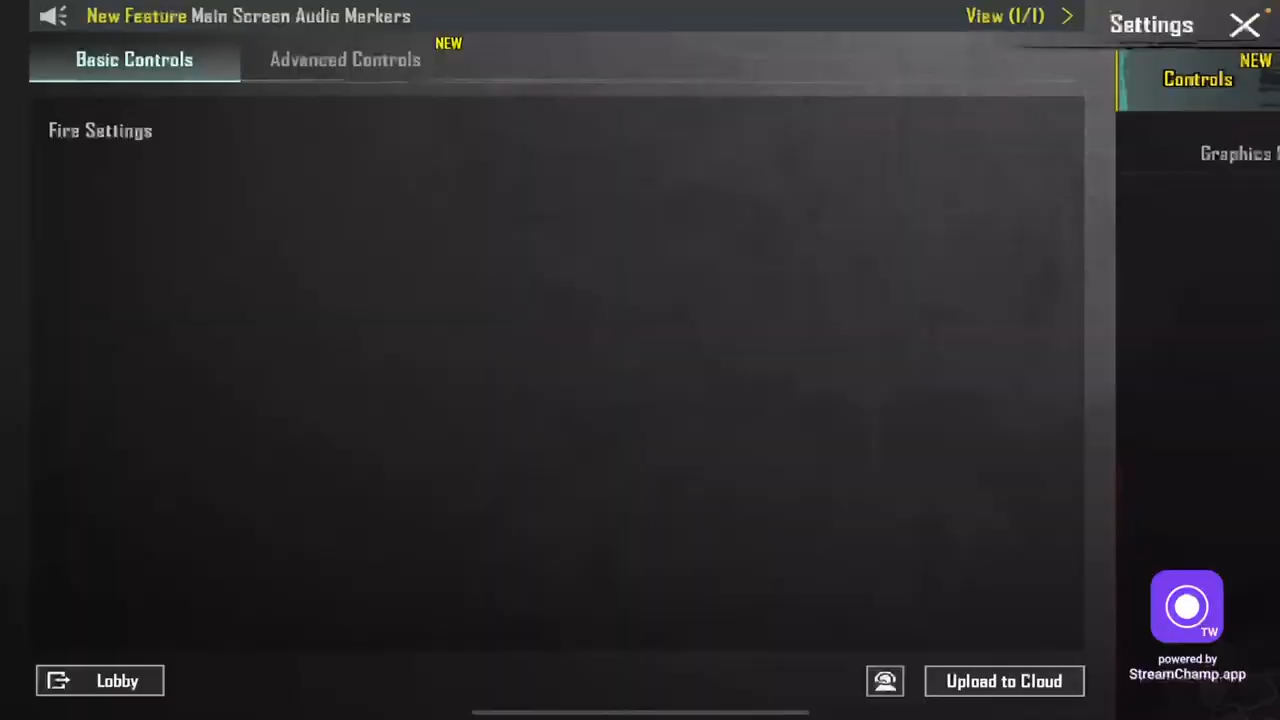 New Feature Main Screen Audio Markers
View (1/1)
Settings
Basic Controls
Advanced Controls
NEW
NEW
Controls
Fire Settings
Graphics
TW
powered by
StreamChamp.app
Lobby
Upload to Cloud